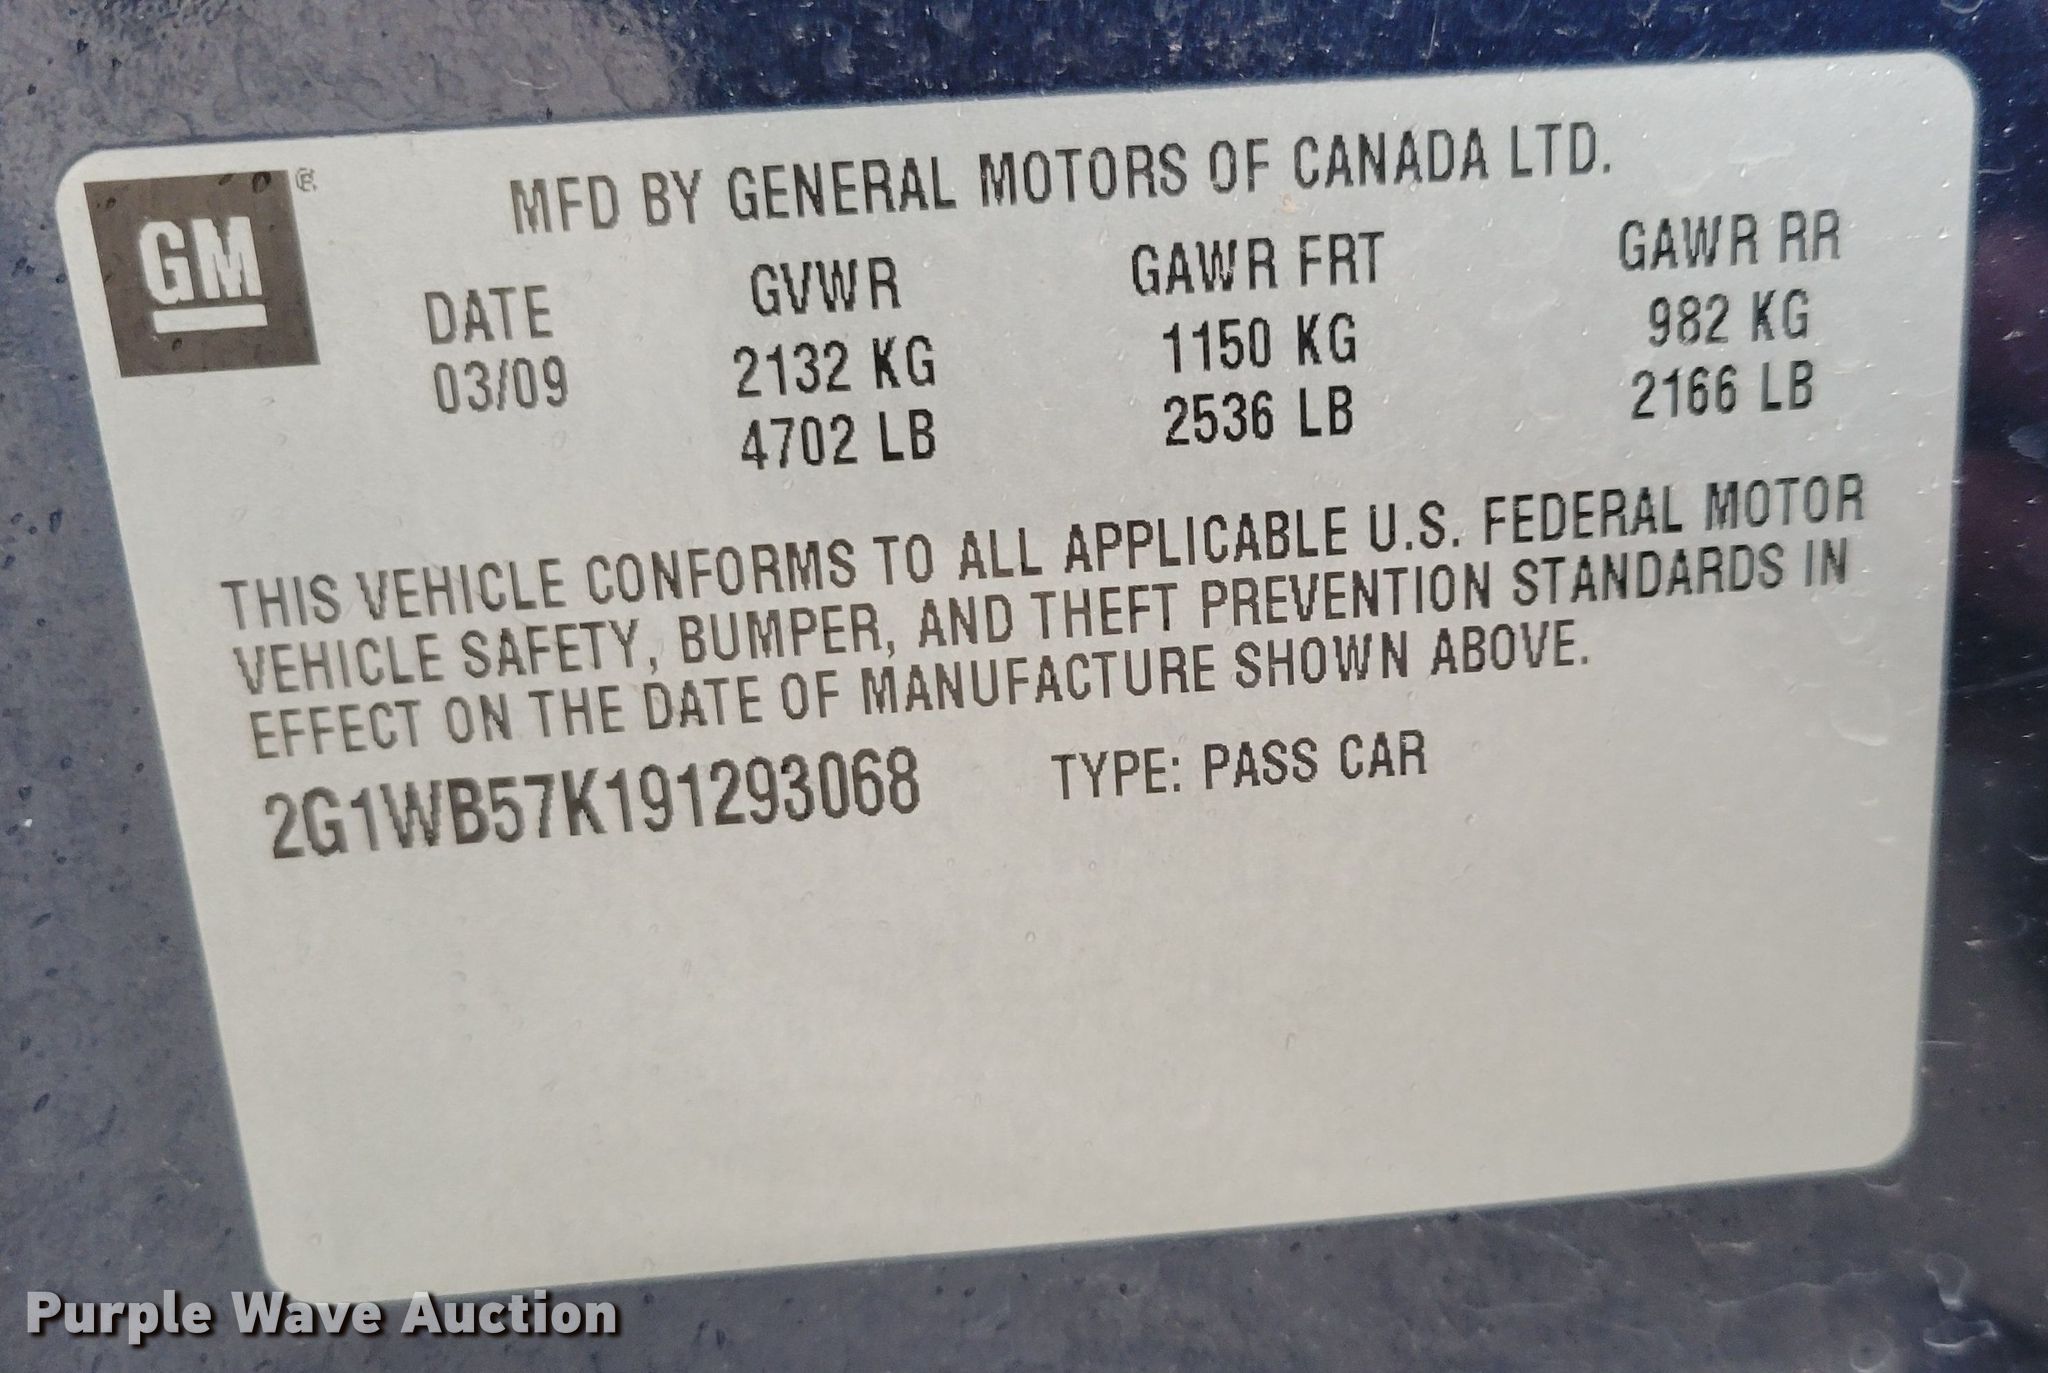 GM®
MFD BY GENERAL MOTORS OF CANADA LTD.
DATE GVWR GAWR FRT GAWR RR
03/09 2132 KG 1150 KG 982 KG
4702 LB 2536 LB 2166 LB
THIS VEHICLE CONFORMS TO ALL APPLICABLE U.S. FEDERAL MOTOR
VEHICLE SAFETY, BUMPER, AND THEFT PREVENTION STANDARDS IN
EFFECT ON THE DATE OF MANUFACTURE SHOWN ABOVE.
2G1WB57K191293068 TYPE: PASS CAR
Purple Wave Auction